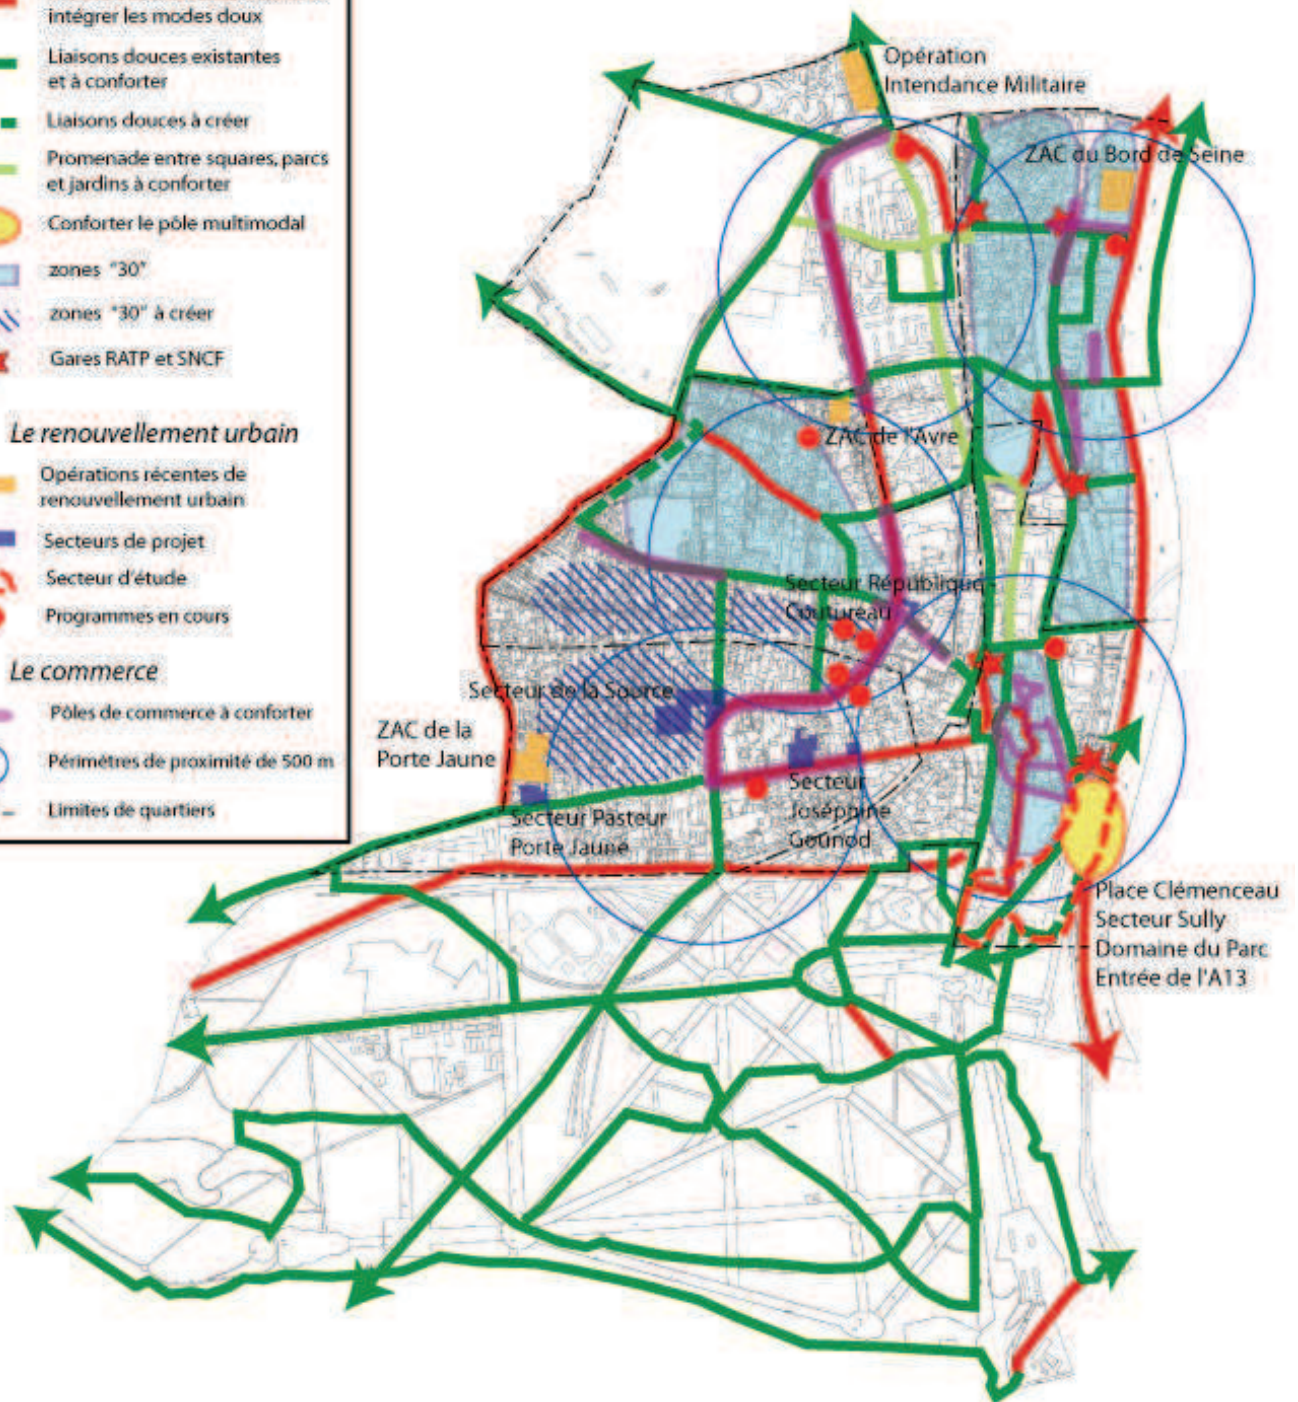 intégrer les modes doux
Liaisons douces existantes
et à conforter
Liaisons douces à créer
Promenade entre squares, parcs
et jardins à conforter
Conforter le pôle multimodal
zones "30"
zones "30" à créer
Gares RATP et SNCF
Le renouvellement urbain
Opérations récentes de
renouvellement urbain
Secteurs de projet
Secteur d'étude
Programmes en cours
Le commerce
Pôles de commerce à conforter
Périmètres de proximité de 500 m
Limites de quartiers
Opération
Intendance Militaire
ZAC du Bord de Seine
ZAC de l'Avre
Secteur République -
Coutureau
Secteur de la Source
ZAC de la
Porte Jaune
Secteur Pasteur
Porte Jaune
Secteur
Joséphine
Gounod
Place Clémenceau
Secteur Sully
Domaine du Parc
Entrée de l'A13